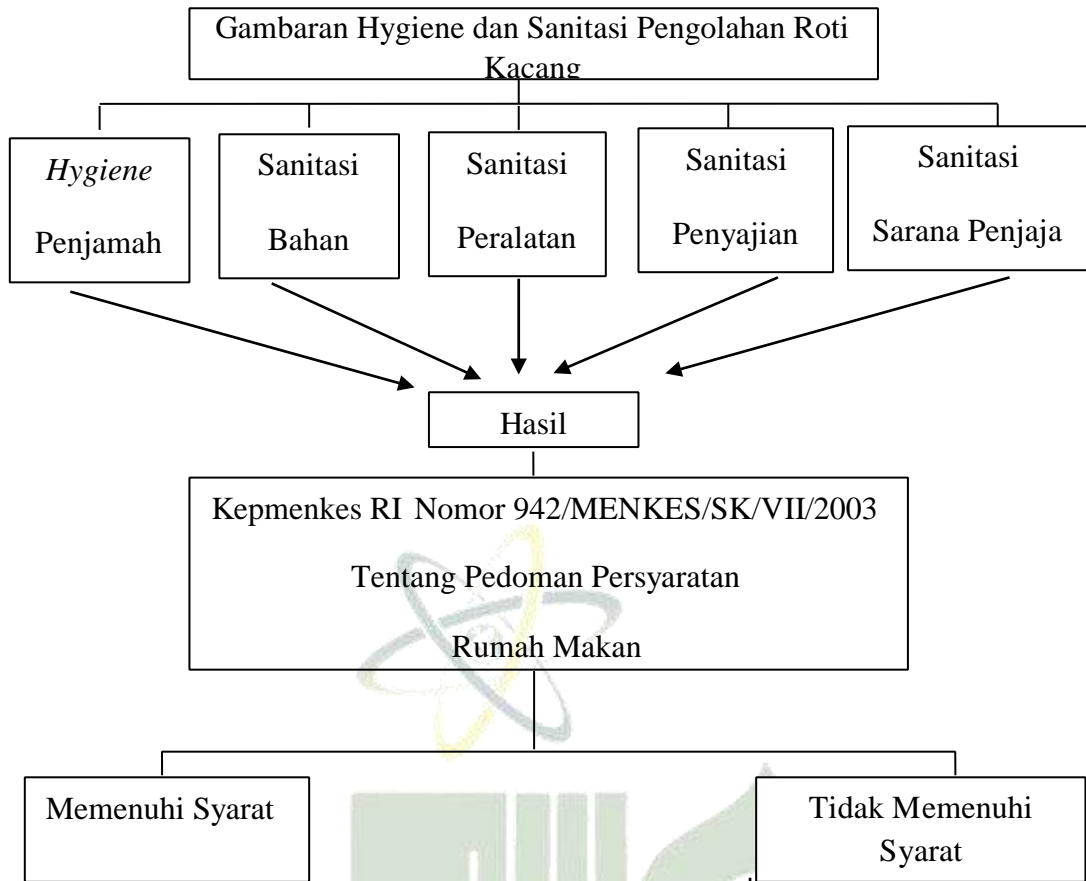 Gambaran Hygiene dan Sanitasi Pengolahan Roti
Kacang
Hygiene
Penjamah
Sanitasi
Bahan
Sanitasi
Peralatan
Sanitasi
Penyajian
Sanitasi
Sarana Penjaja
Hasil
Kepmenkes RI Nomor 942/MENKES/SK/VII/2003
Tentang Pedoman Persyaratan
Rumah Makan
Memenuhi Syarat
Tidak Memenuhi
Syarat